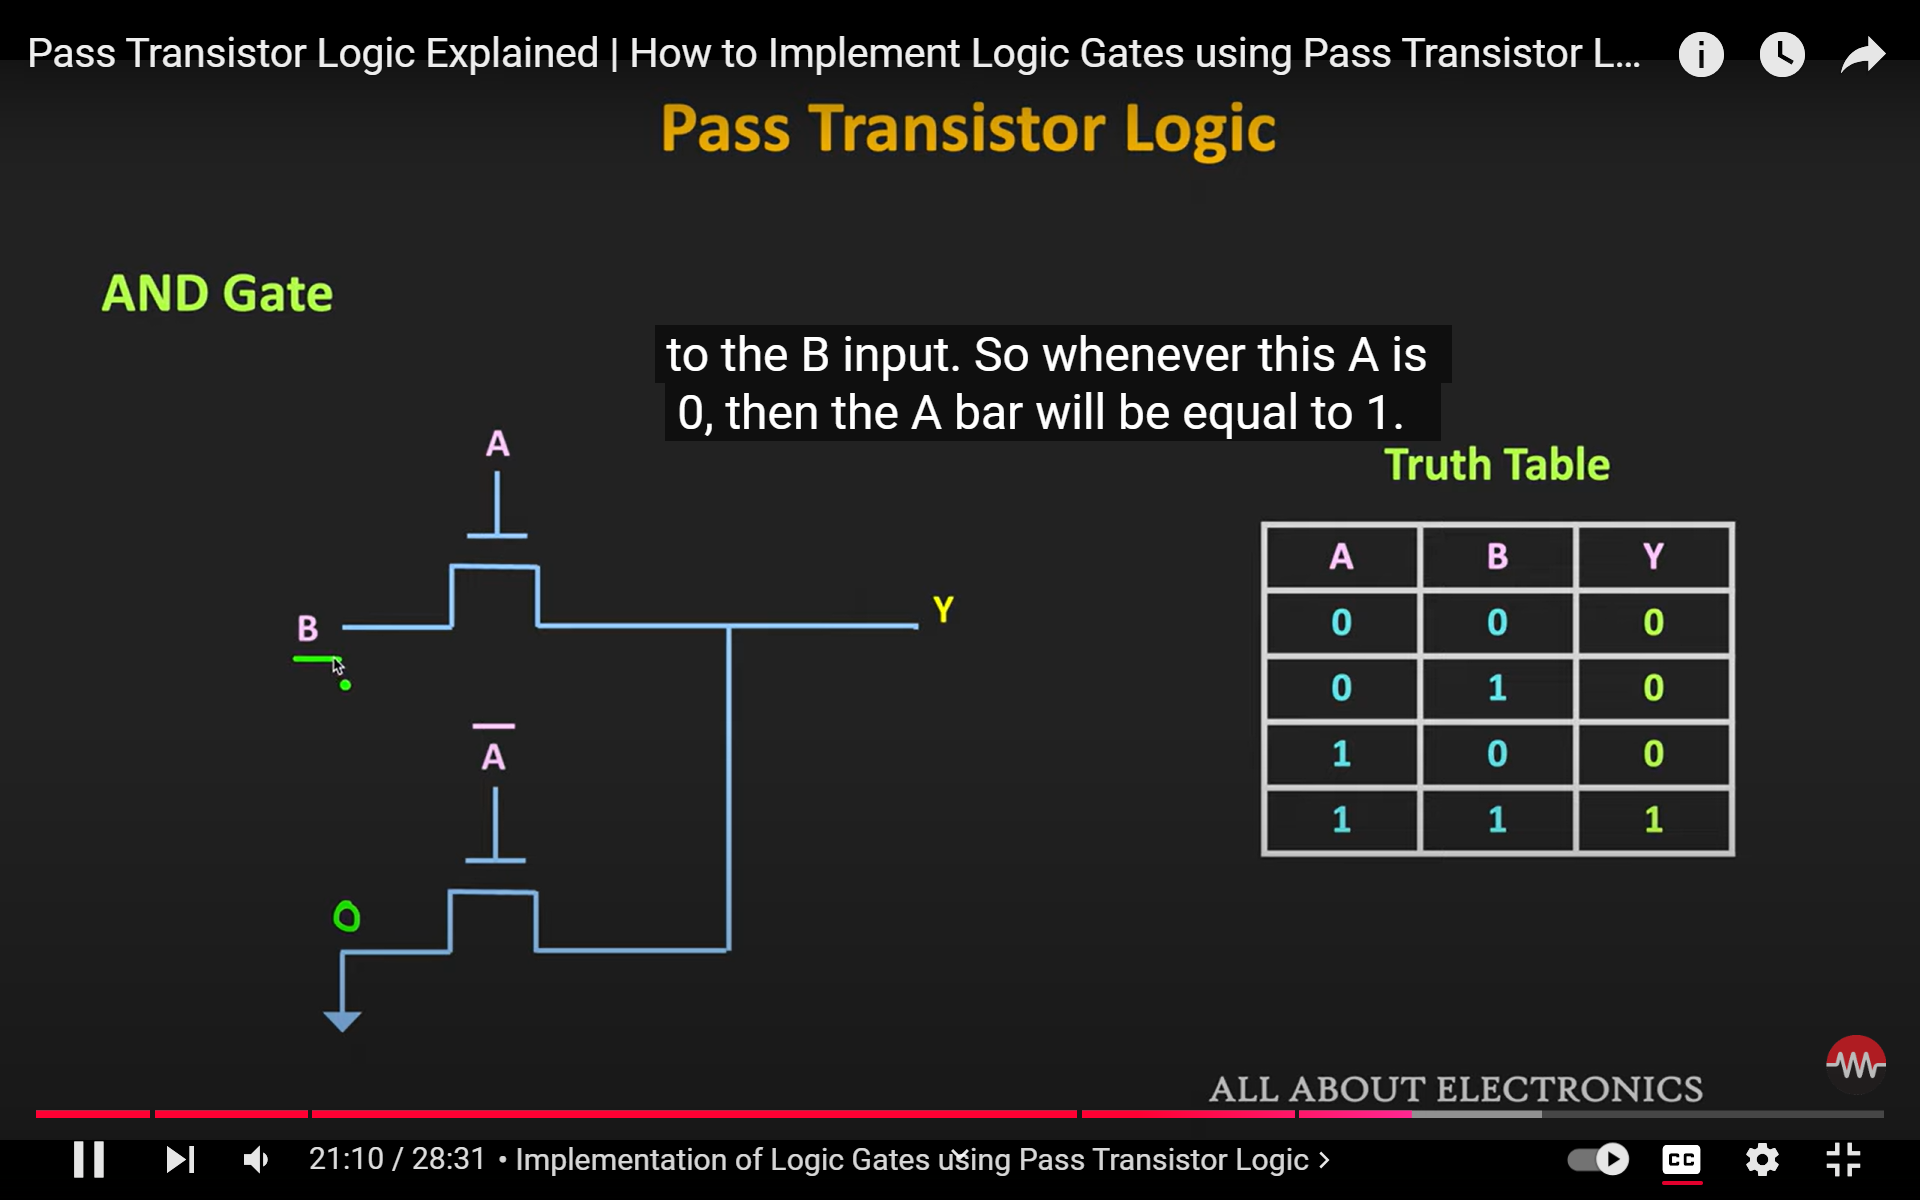 Pass Transistor Logic Explained | How to Implement Logic Gates using Pass Transistor L...
Pass Transistor Logic
AND Gate
to the B input. So whenever this A is
0, then the A bar will be equal to 1.
A
B
Y
A̅
0
Truth Table
A B Y
0 0 0
0 1 0
1 0 0
1 1 1
ALL ABOUT ELECTRONICS
21:10 / 28:31 • Implementation of Logic Gates using Pass Transistor Logic >
CC